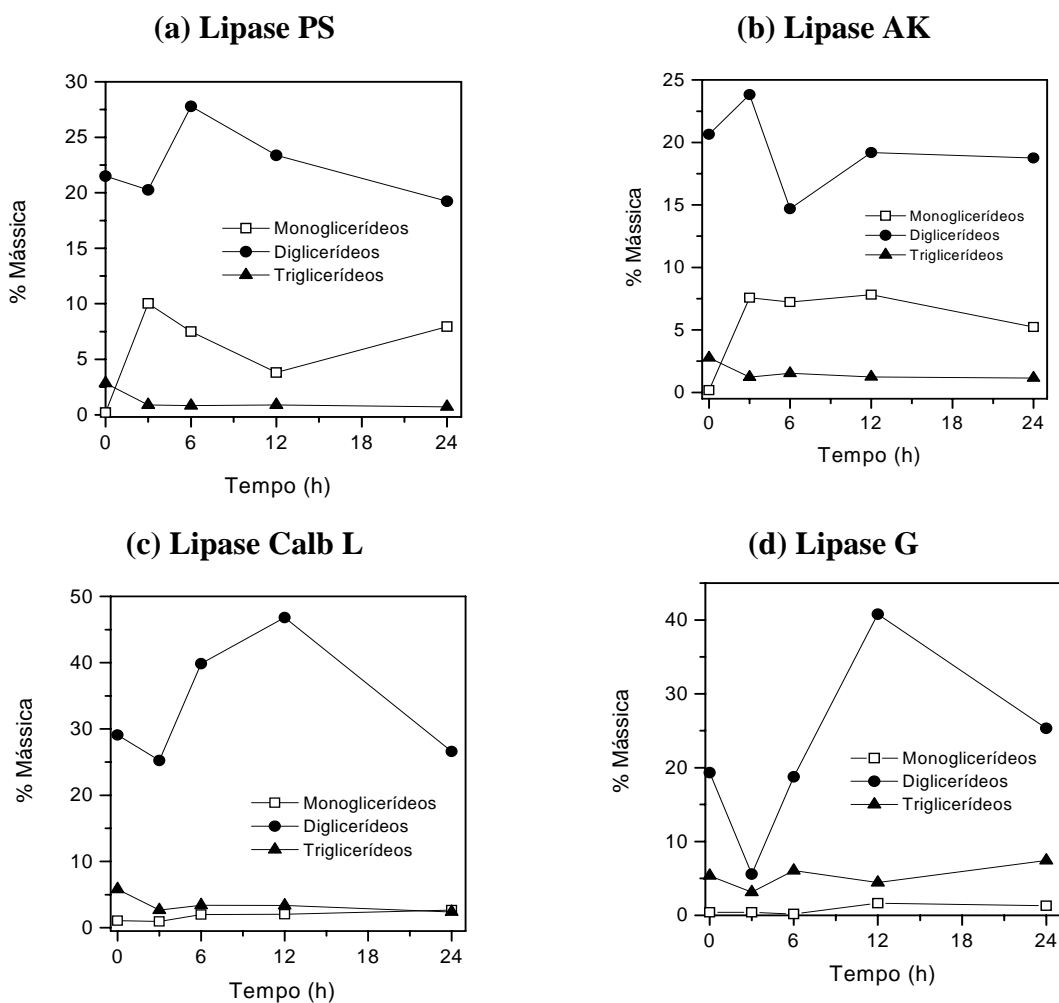 (a) Lipase PS
30
25
20
15
10
5
0
% Mássica
Monoglicerídeos
Diglicerídeos
Triglicerídeos
0 6 12 18 24
Tempo (h)
(b) Lipase AK
25
20
15
10
5
0
% Mássica
Monoglicerídeos
Diglicerídeos
Triglicerídeos
0 6 12 18 24
Tempo (h)
(c) Lipase Calb L
50
40
30
20
10
0
% Mássica
Monoglicerídeos
Diglicerídeos
Triglicerídeos
0 6 12 18 24
Tempo (h)
(d) Lipase G
40
30
20
10
0
% Mássica
Monoglicerídeos
Diglicerídeos
Triglicerídeos
0 6 12 18 24
Tempo (h)